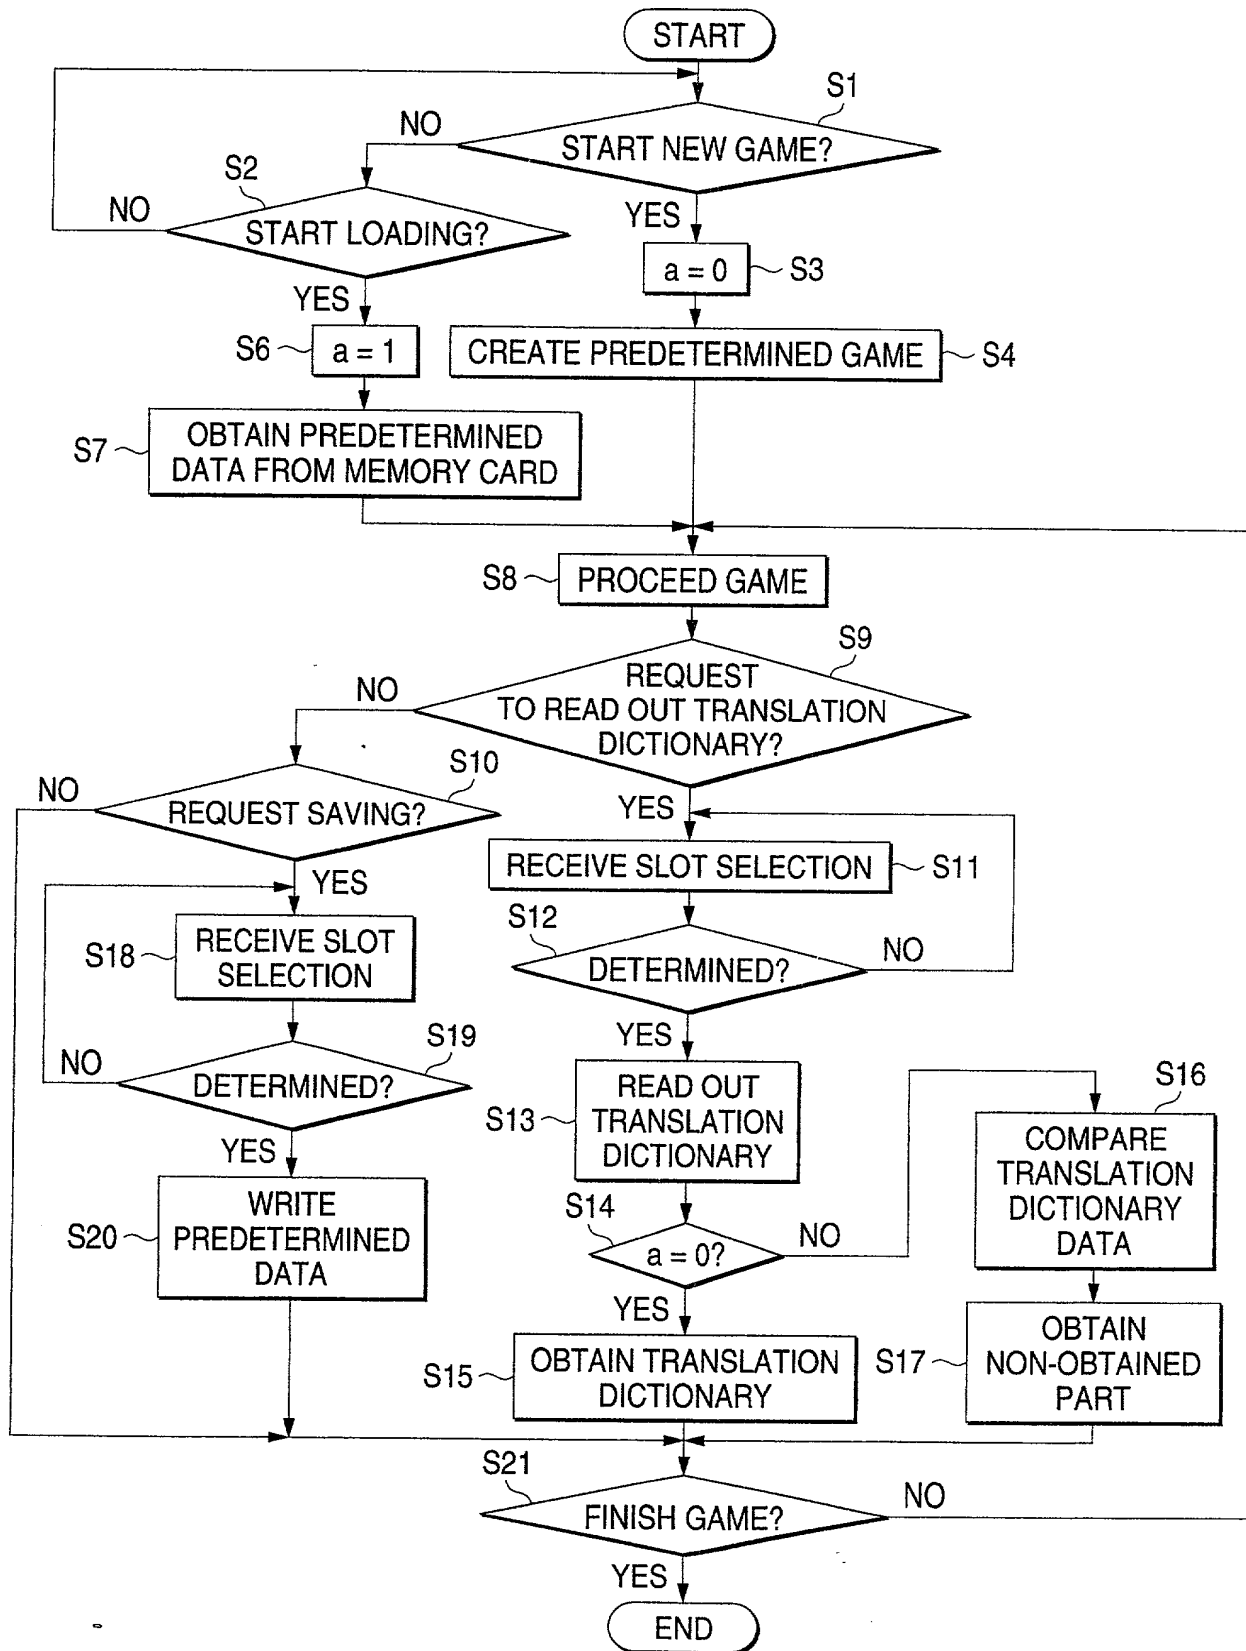 START
S1
NO
START NEW GAME?
S2
NO
START LOADING?
YES
a = 0
S3
YES
S6
a = 1
CREATE PREDETERMINED GAME
S4
S7
OBTAIN PREDETERMINED
DATA FROM MEMORY CARD
S8
PROCEED GAME
S9
NO
REQUEST
TO READ OUT TRANSLATION
DICTIONARY?
S10
NO
REQUEST SAVING?
YES
RECEIVE SLOT SELECTION
S11
YES
S12
DETERMINED?
NO
S18
RECEIVE SLOT
SELECTION
YES
S19
NO
DETERMINED?
S13
READ OUT
TRANSLATION
DICTIONARY
S16
COMPARE
TRANSLATION
DICTIONARY
DATA
YES
S20
WRITE
PREDETERMINED
DATA
S14
a = 0?
NO
YES
S15
OBTAIN TRANSLATION
DICTIONARY
S17
OBTAIN
NON-OBTAINED
PART
S21
FINISH GAME?
NO
YES
END